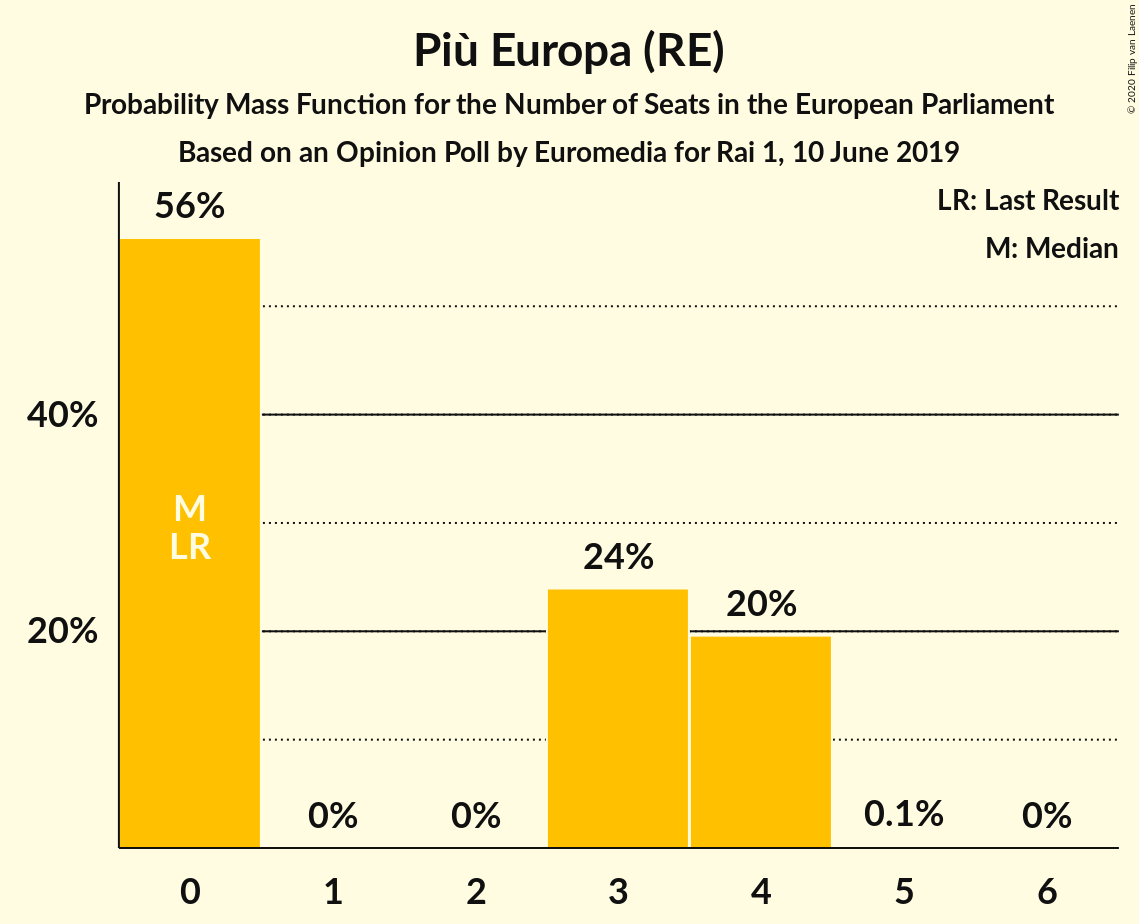 Più Europa (RE)
Probability Mass Function for the Number of Seats in the European Parliament
Based on an Opinion Poll by Euromedia for Rai 1, 10 June 2019
© 2020 Filip van Laenen
LR: Last Result
M: Median
56%
40%
M
LR
24%
20%
20%
0%
0%
0.1%
0%
0
1
2
3
4
5
6